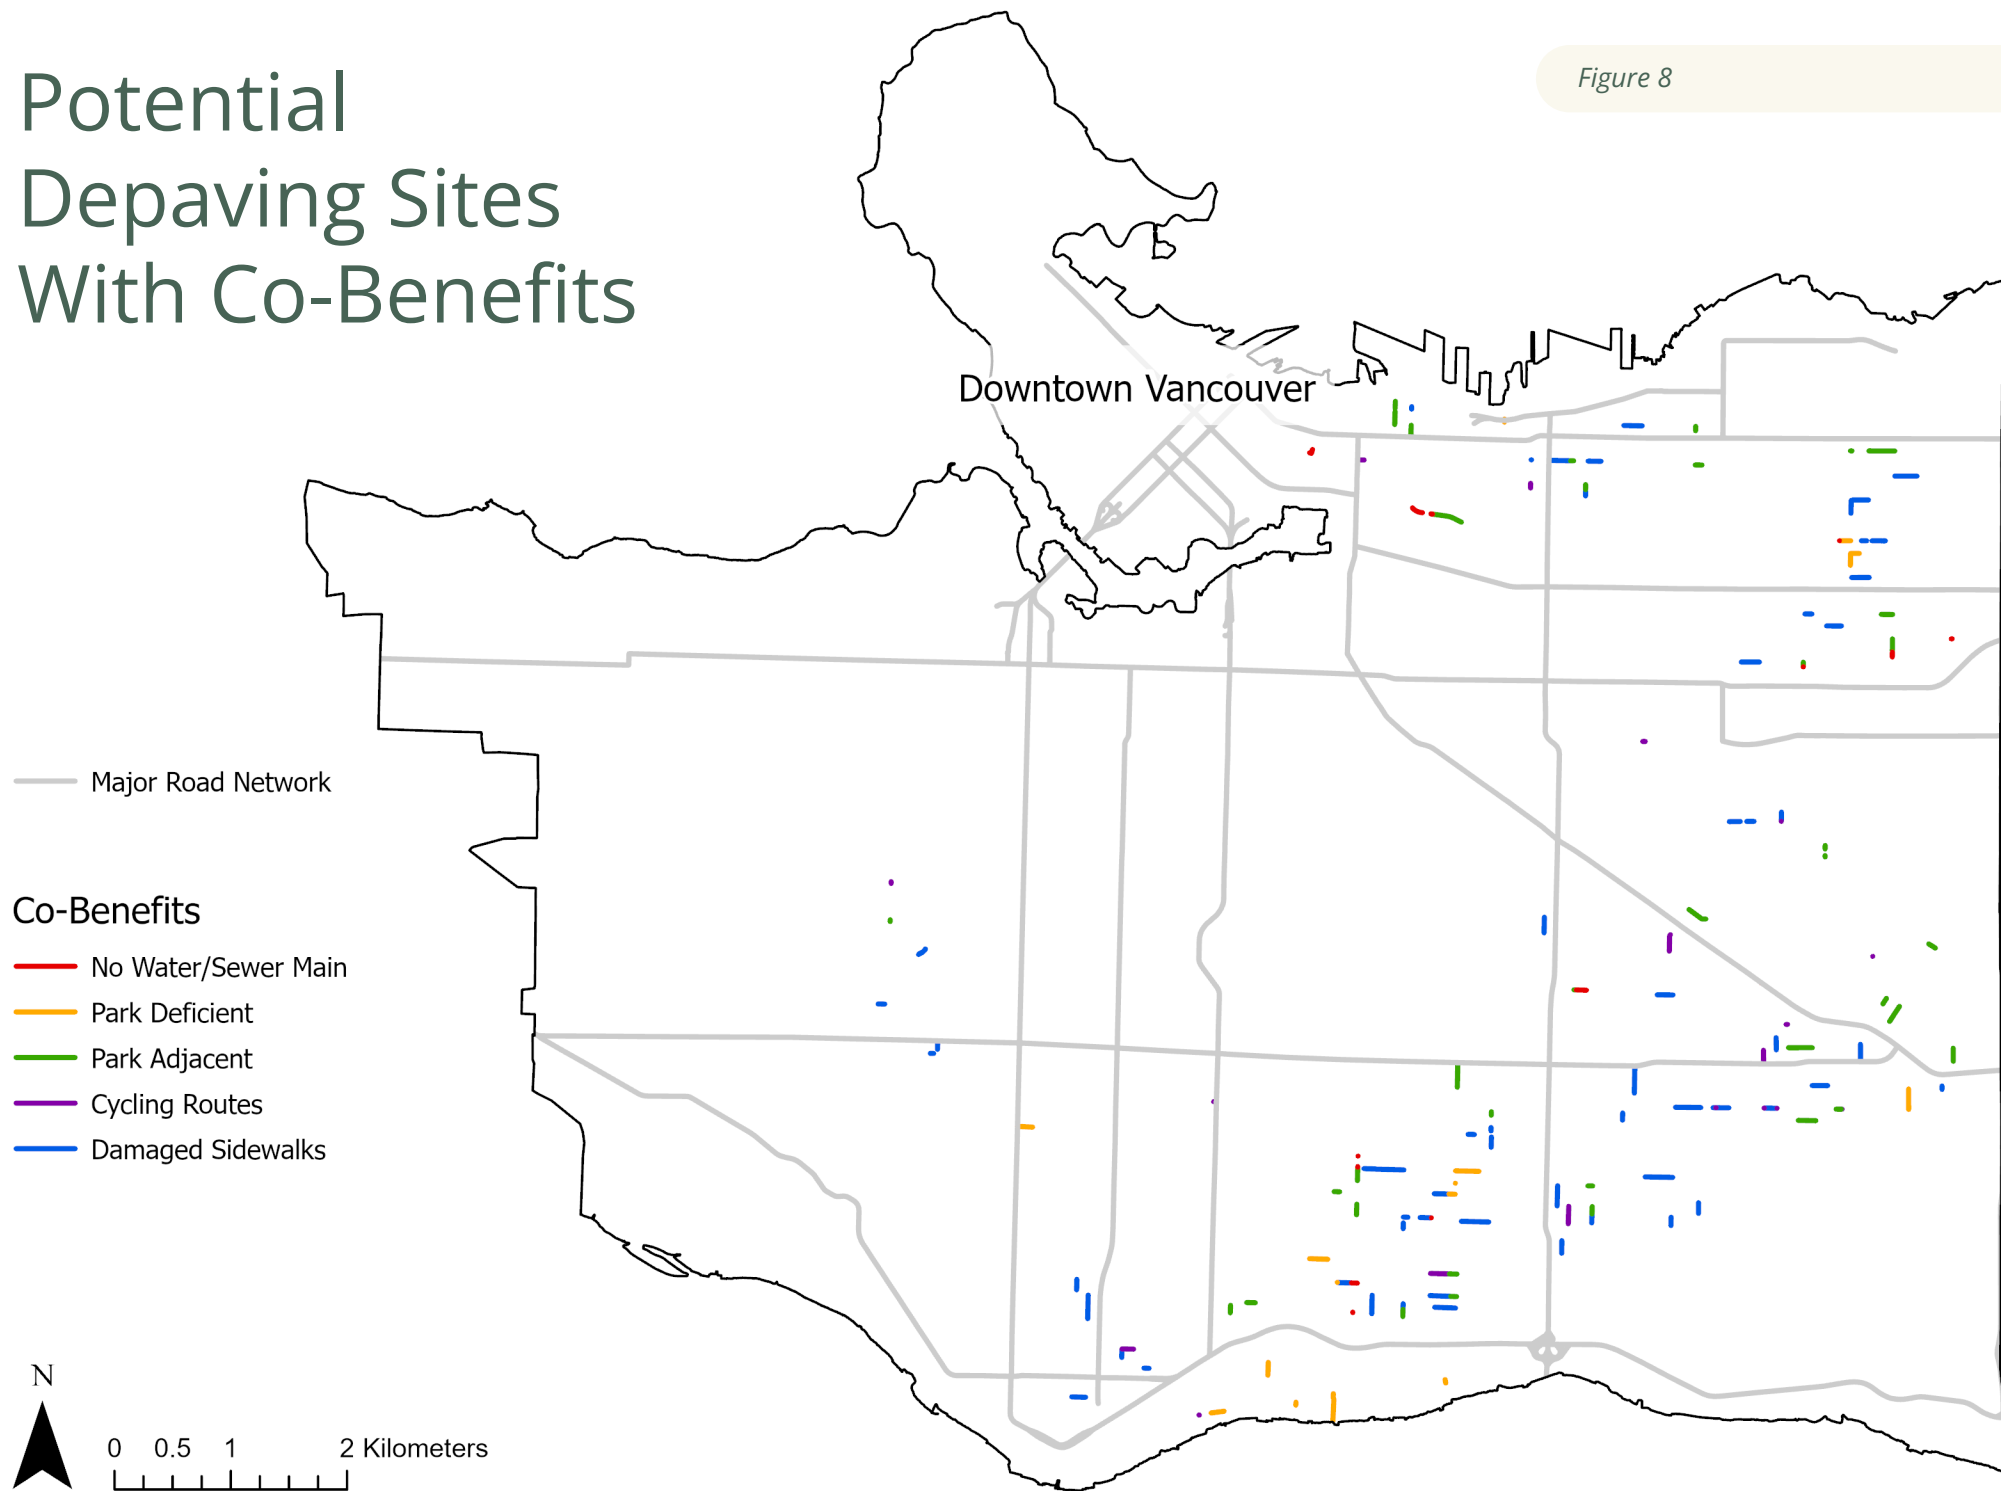 Potential
Depaving Sites
With Co-Benefits
Figure 8
Downtown Vancouver
Major Road Network
Co-Benefits
No Water/Sewer Main
Park Deficient
Park Adjacent
Cycling Routes
Damaged Sidewalks
N
0 0.5 1 2 Kilometers